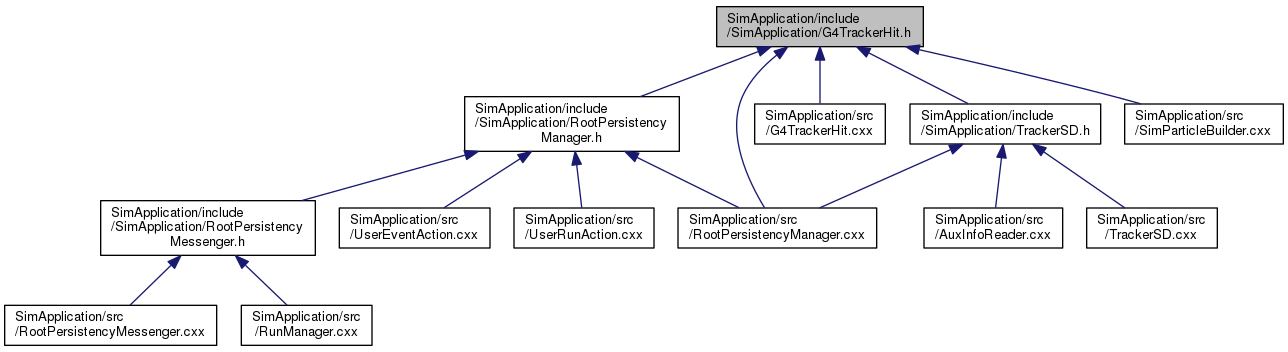 SimApplication/include
/SimApplication/G4TrackerHit.h
SimApplication/include
/SimApplication/RootPersistency
Manager.h
SimApplication/src
/G4TrackerHit.cxx
SimApplication/include
/SimApplication/TrackerSD.h
SimApplication/src
/SimParticleBuilder.cxx
SimApplication/include
/SimApplication/RootPersistency
Messenger.h
SimApplication/src
/UserEventAction.cxx
SimApplication/src
/UserRunAction.cxx
SimApplication/src
/RootPersistencyManager.cxx
SimApplication/src
/AuxInfoReader.cxx
SimApplication/src
/TrackerSD.cxx
SimApplication/src
/RootPersistencyMessenger.cxx
SimApplication/src
/RunManager.cxx